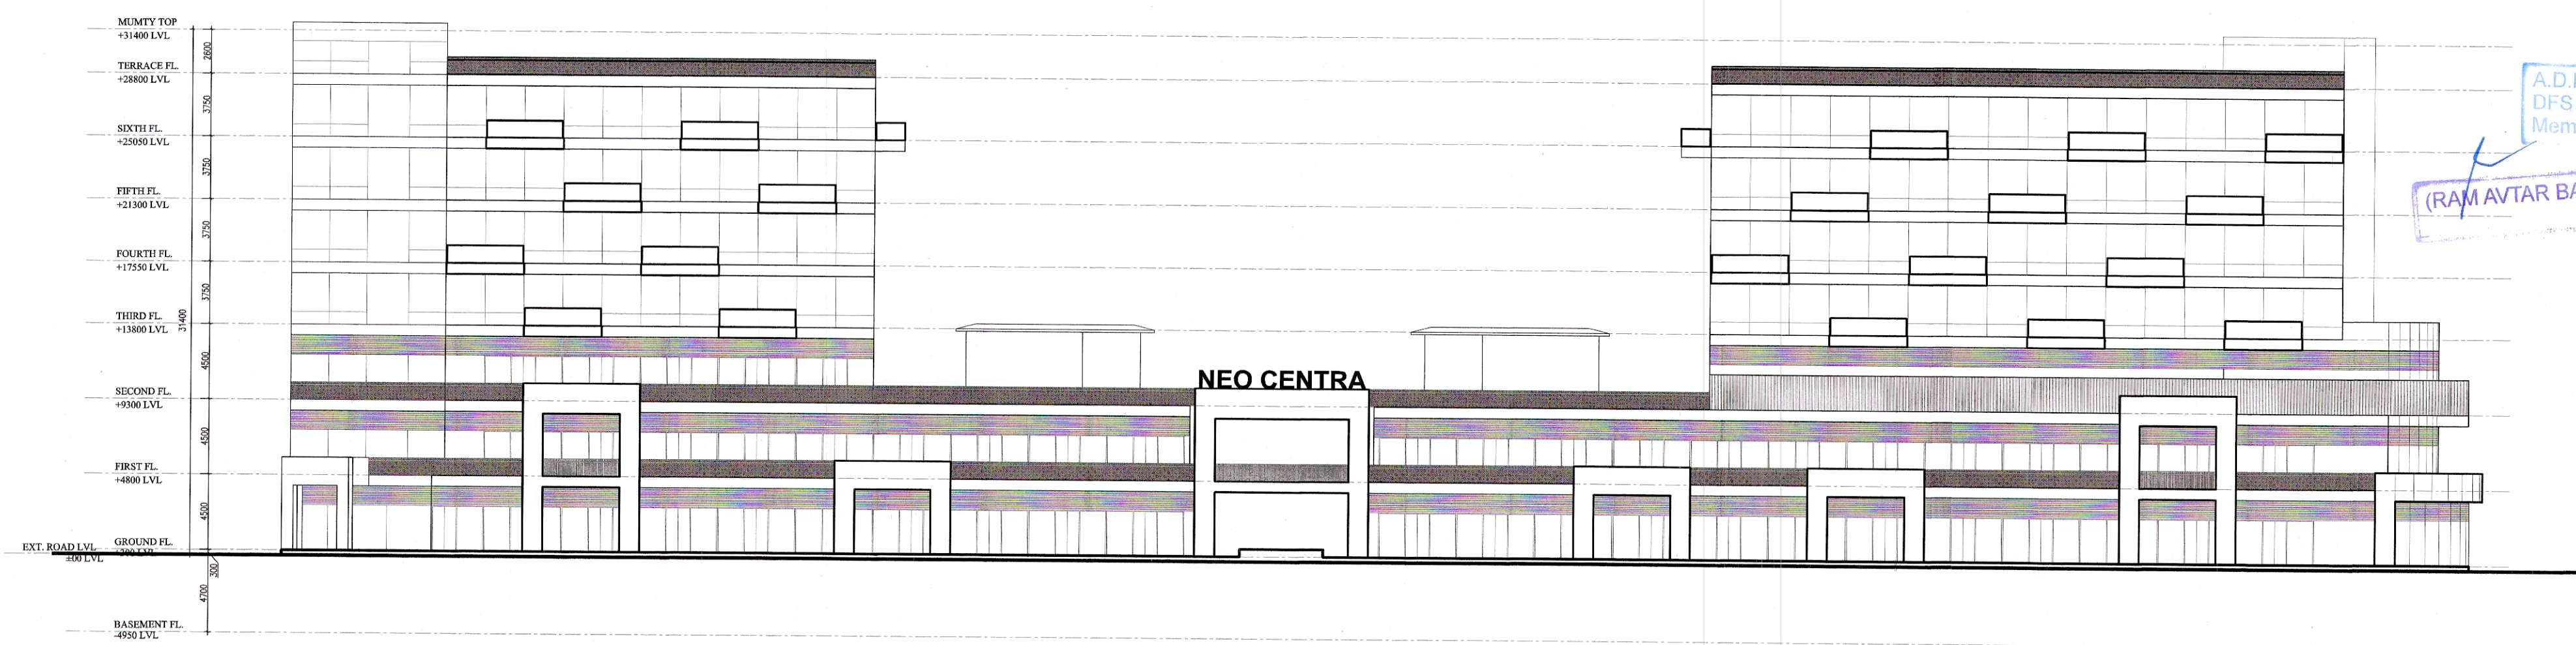 MUMTY TOP
+31400 LVL
2600
TERRACE FL.
+28800 LVL
3750
SIXTH FL.
+25050 LVL
3750
FIFTH FL.
+21300 LVL
3750
FOURTH FL.
+17550 LVL
3750
THIRD FL.
+13800 LVL
31400
4500
SECOND FL.
+9300 LVL
4500
FIRST FL.
+4800 LVL
4500
GROUND FL.
+300 LVL
EXT. ROAD LVL
±00 LVL
300
4700
BASEMENT FL.
-4950 LVL
NEO CENTRA
A.D.
DFS
Mem
(RAM AVTAR BA